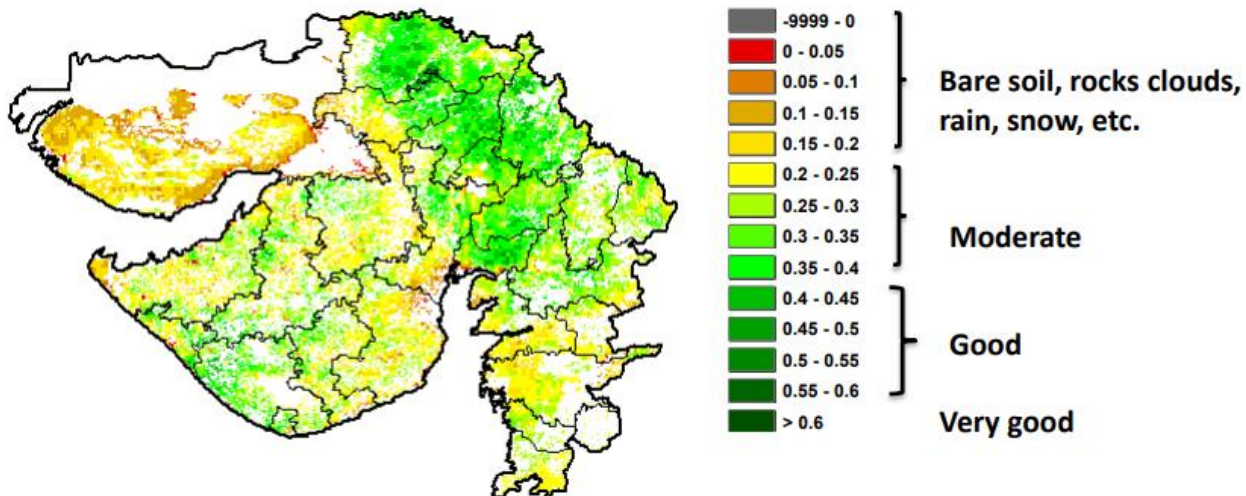 -9999 - 0
0 - 0.05
0.05 - 0.1
0.1 - 0.15
0.15 - 0.2
Bare soil, rocks clouds,
rain, snow, etc.
0.2 - 0.25
0.25 - 0.3
0.3 - 0.35
0.35 - 0.4
Moderate
0.4 - 0.45
0.45 - 0.5
0.5 - 0.55
0.55 - 0.6
Good
> 0.6
Very good